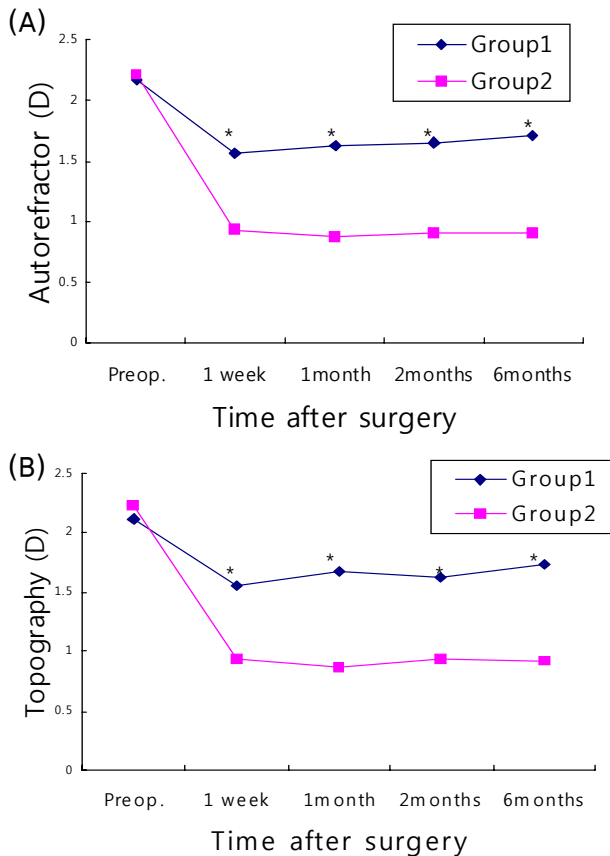 (A)
2.5
2
1.5
1
0.5
0
Autorefractor (D)
Group1
Group2
*
*
*
*
Preop.
1 week
1month
2months
6months
Time after surgery
(B)
2.5
2
1.5
1
0.5
0
Topography (D)
Group1
Group2
*
*
*
*
Preop.
1 week
1month
2months
6months
Time after surgery